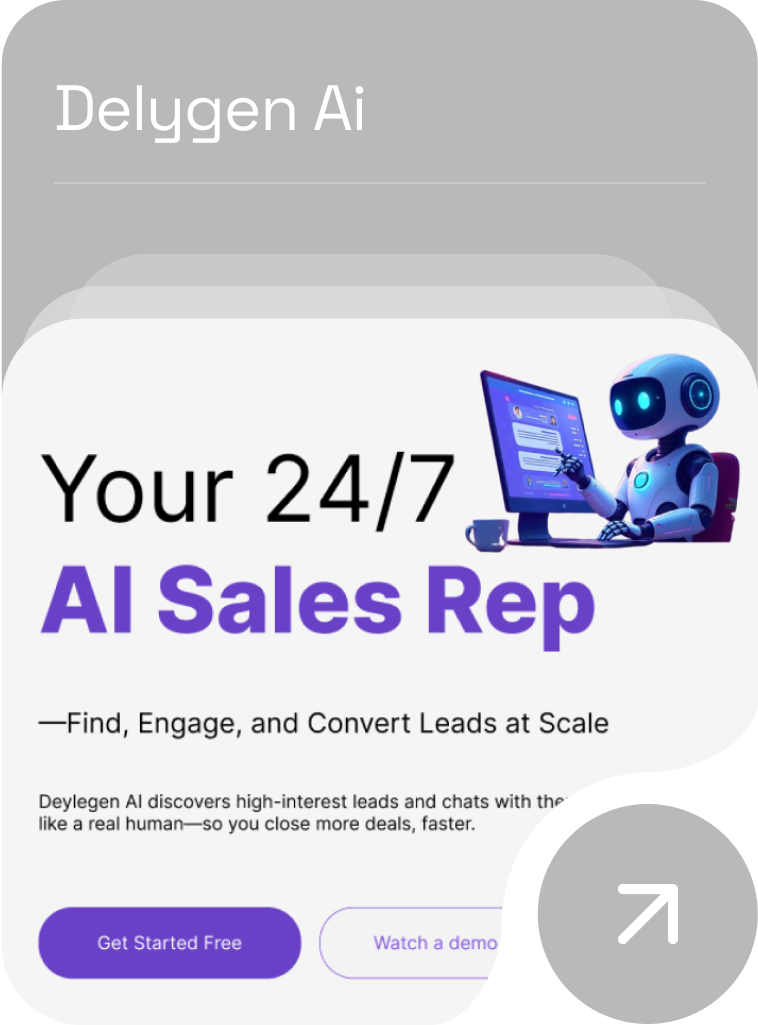 Delygen Ai
Your 24/7
AI Sales Rep
—Find, Engage, and Convert Leads at Scale
Deylegen AI discovers high-interest leads and chats with
like a real human—so you close more deals, faster.
Get Started Free
Watch a demo